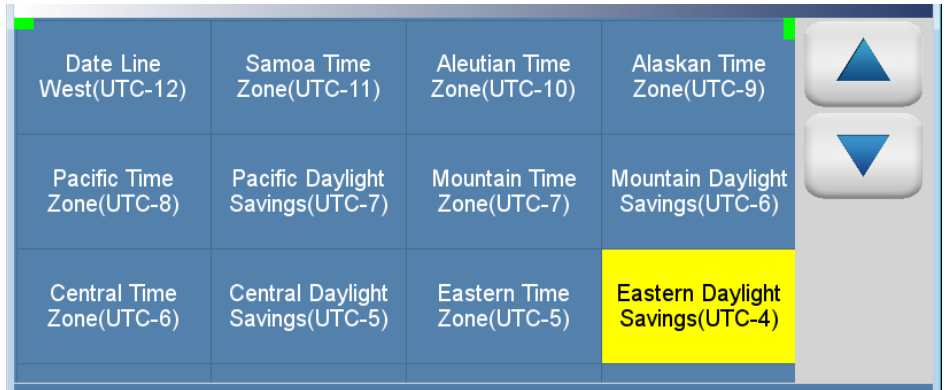 Date Line
West(UTC-12)
Samoa Time
Zone(UTC-11)
Aleutian Time
Zone(UTC-10)
Alaskan Time
Zone(UTC-9)
Pacific Time
Zone(UTC-8)
Pacific Daylight
Savings(UTC-7)
Mountain Time
Zone(UTC-7)
Mountain Daylight
Savings(UTC-6)
Central Time
Zone(UTC-6)
Central Daylight
Savings(UTC-5)
Eastern Time
Zone(UTC-5)
Eastern Daylight
Savings(UTC-4)